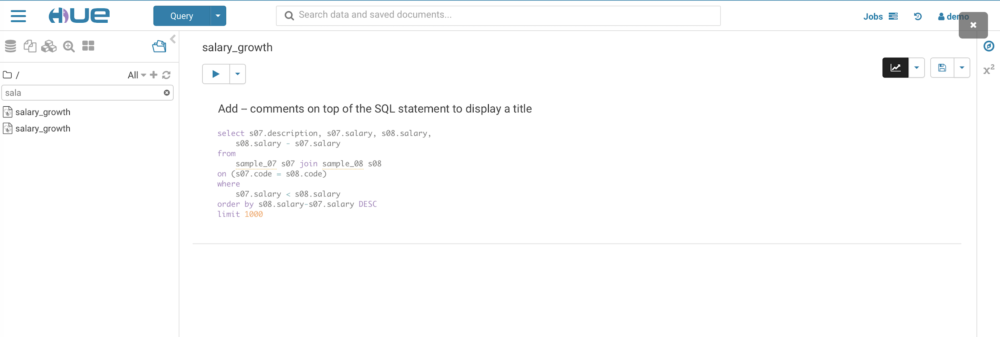 HUE
Query
Search data and saved documents...
Jobs
demo
/
All
sala
salary_growth
salary_growth
salary_growth
x²
Add -- comments on top of the SQL statement to display a title
select s07.description, s07.salary, s08.salary,
    s08.salary - s07.salary
from
    sample_07 s07 join sample_08 s08
on (s07.code = s08.code)
where
    s07.salary < s08.salary
order by s08.salary-s07.salary DESC
limit 1000